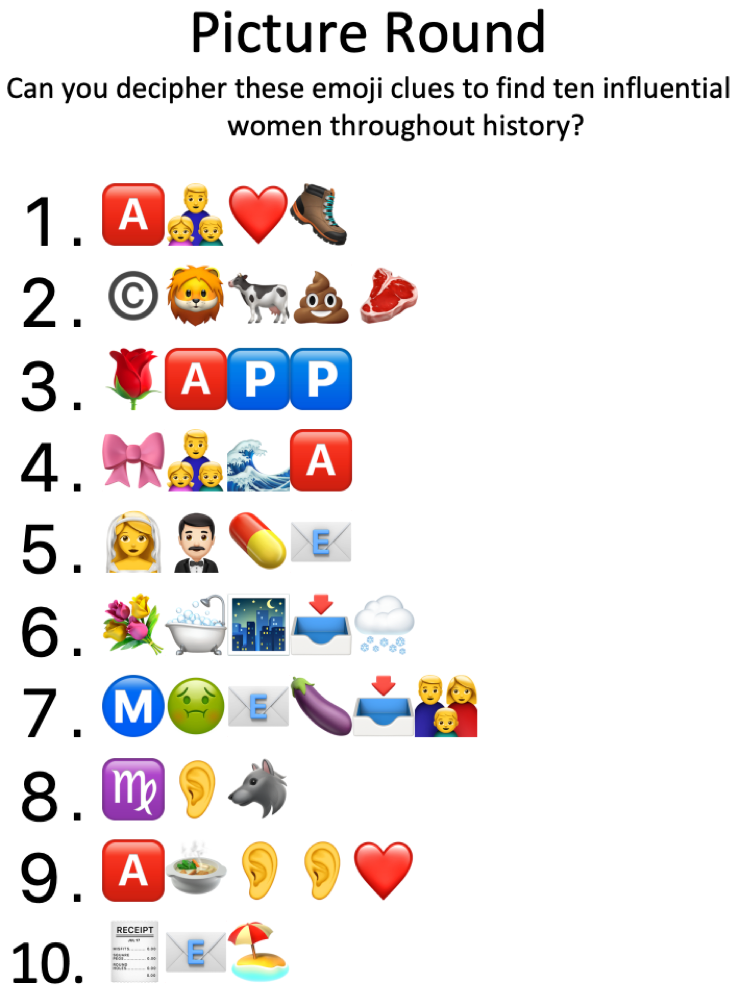 Picture Round
Can you decipher these emoji clues to find ten influential
women throughout history?
1. A
2. ©
3. A P P
4. A
5. E
6.
7. M E
8. ♍
9. A
10. RECEIPT E